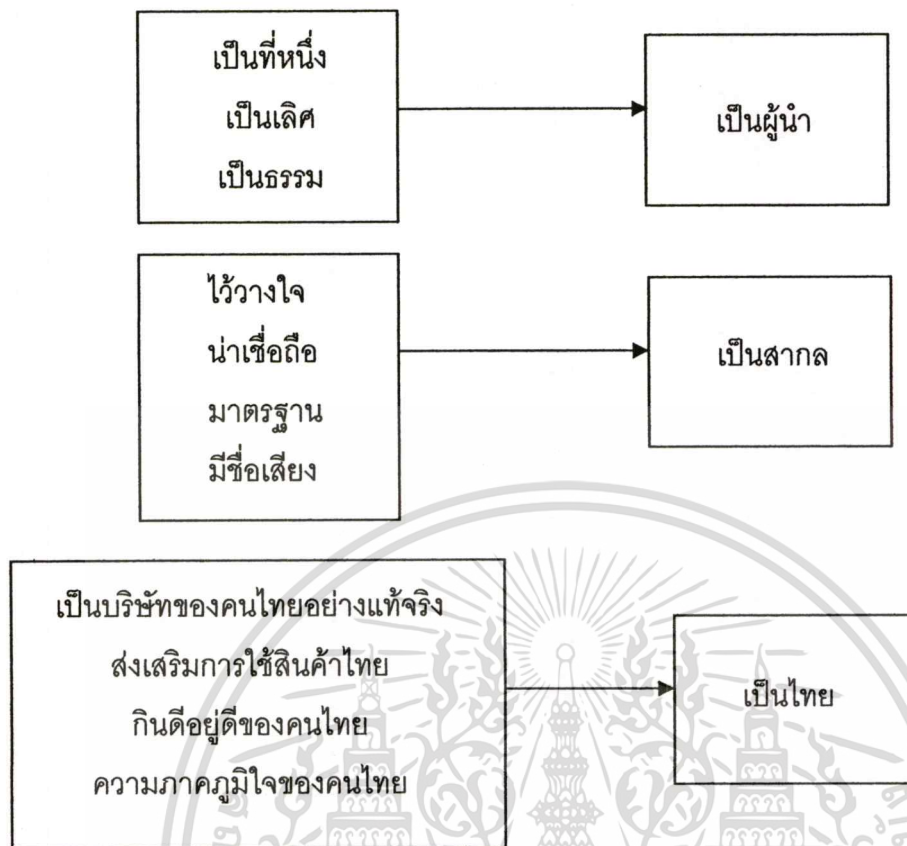 เป็นที่หนึ่ง
เป็นเลิศ
เป็นธรรม
เป็นผู้นำ
ไว้วางใจ
น่าเชื่อถือ
มาตรฐาน
มีชื่อเสียง
เป็นสากล
เป็นบริษัทของคนไทยอย่างแท้จริง
ส่งเสริมการใช้สินค้าไทย
กินดีอยู่ดีของคนไทย
ความภาคภูมิใจของคนไทย
เป็นไทย